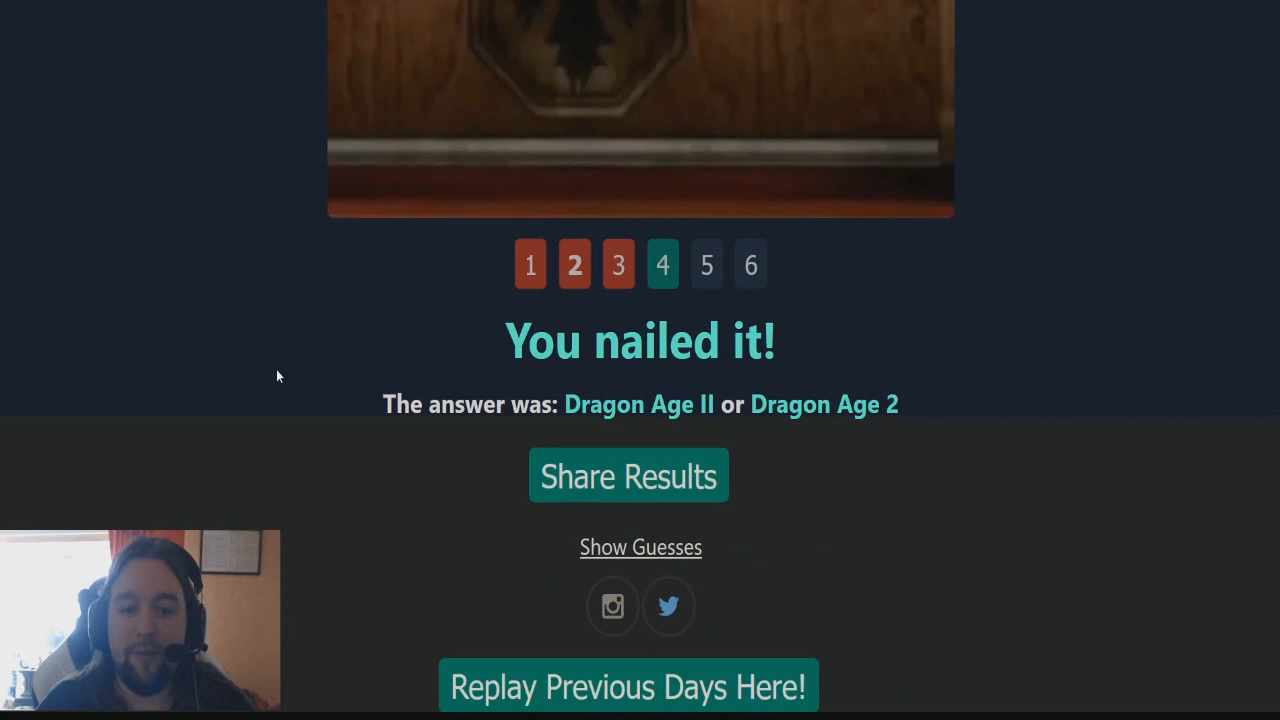 1 2 3 4 5 6
You nailed it!
The answer was: Dragon Age II or Dragon Age 2
Share Results
Show Guesses
Replay Previous Days Here!